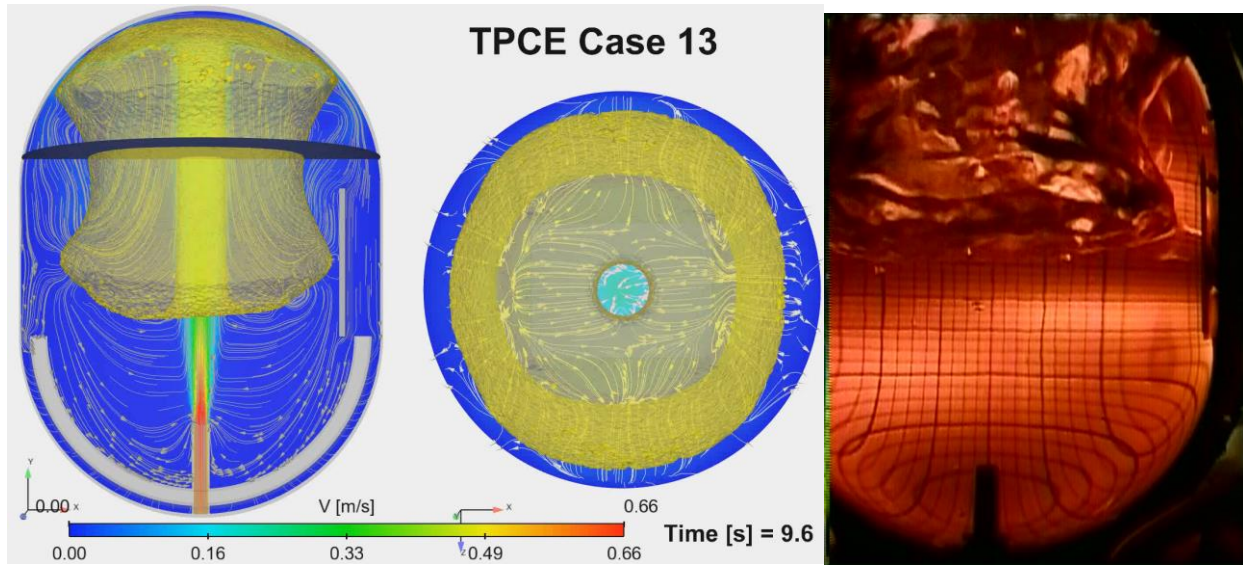 TPCE Case 13
Y
X
0.00
V [m/s]
0.66
X
Z
Time [s] = 9.6
0.00
0.16
0.33
0.49
0.66